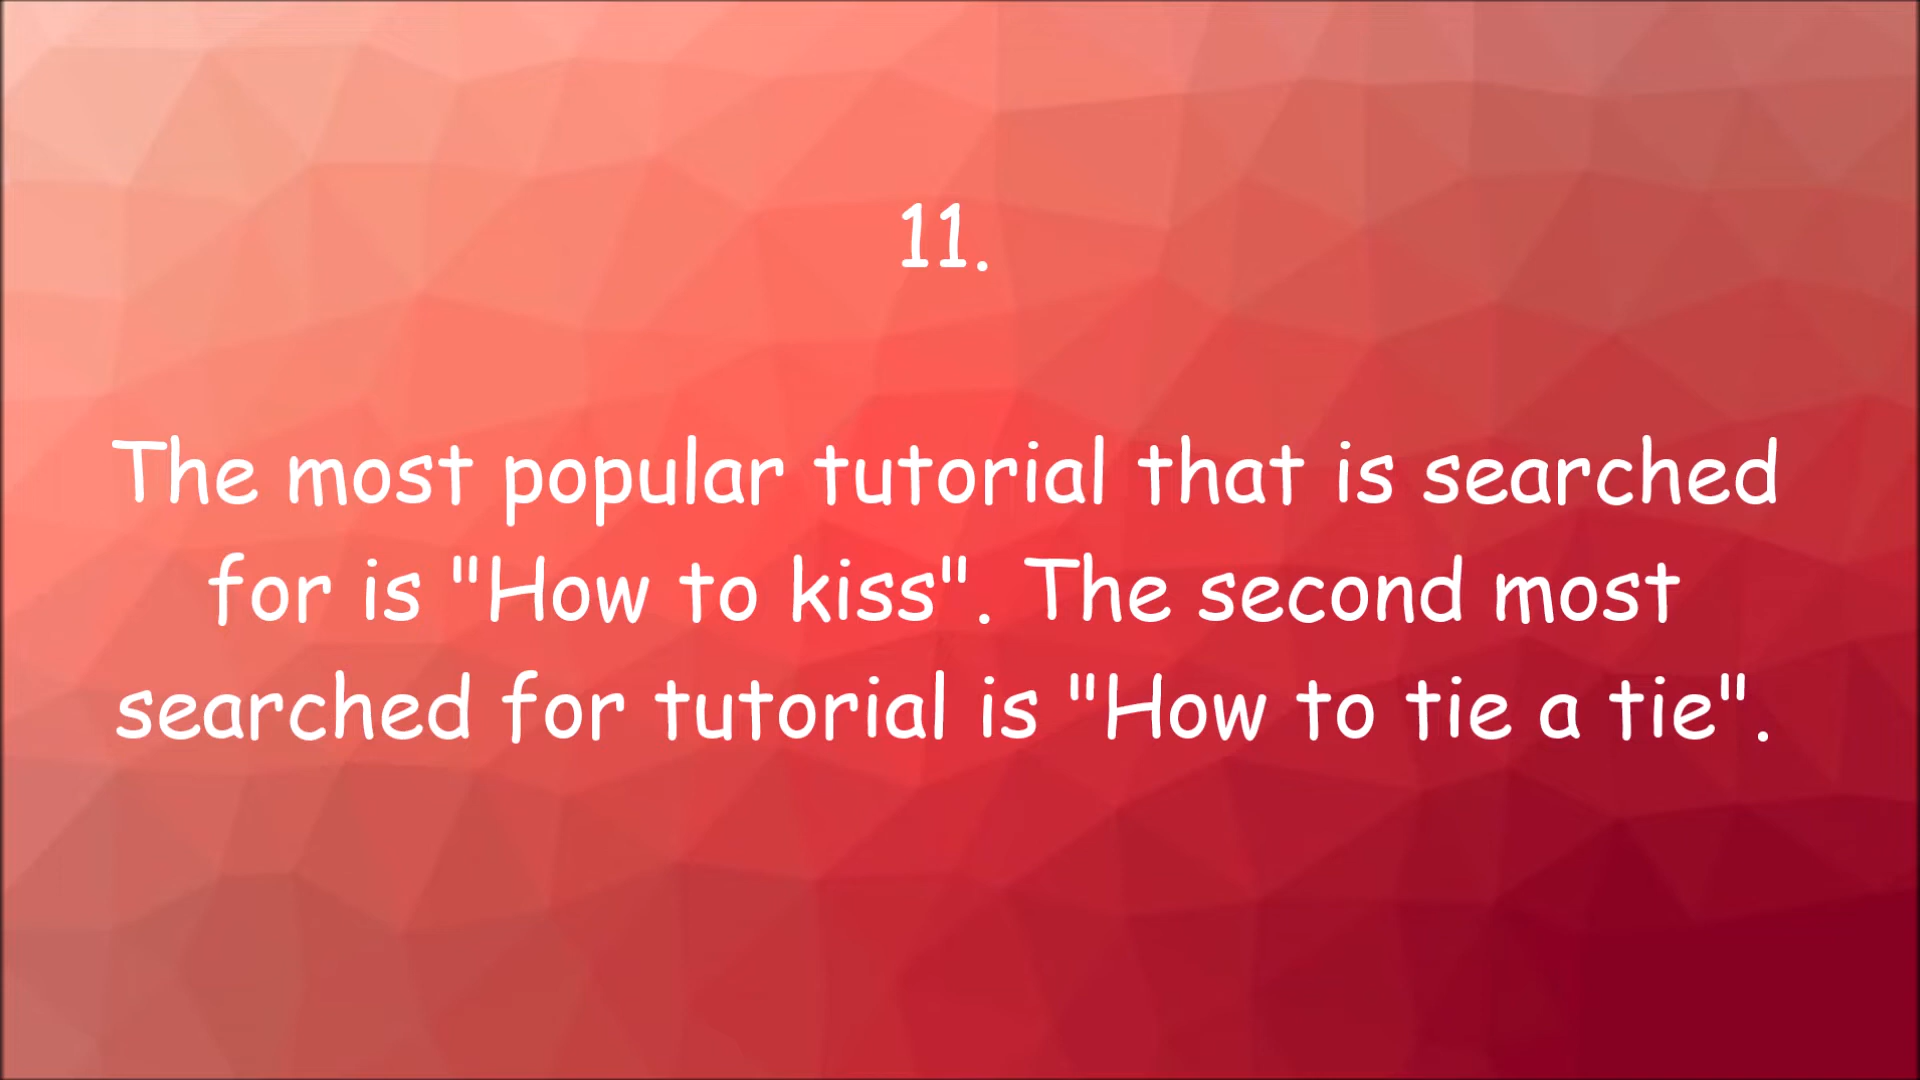 11.
The most popular tutorial that is searched
for is "How to kiss". The second most
searched for tutorial is "How to tie a tie".